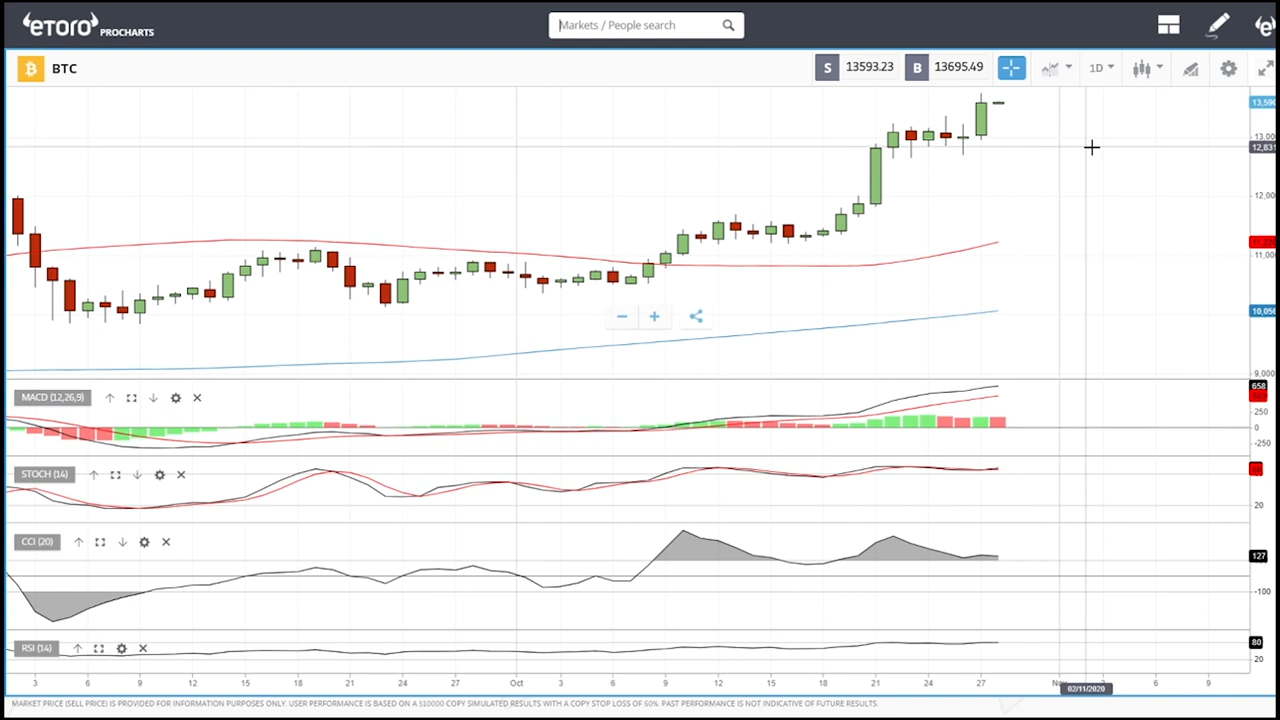 eToro PROCHARTS
Markets / People search
BTC
S 13593.23 B 13695.49
1D
13,590
13,000
12,831
12,000
11,000
10,056
9,000
MACD (12,26,9)
658
250
0
-250
STOCH (14)
20
CCI (20)
127
-100
RSI (14)
80
20
3 6 9 12 15 18 21 24 27 Oct 3 6 9 12 15 18 21 24 27 3 6 9
02/11/2020
MARKET PRICE (SELL PRICE) IS PROVIDED FOR INFORMATION PURPOSES ONLY. USER PERFORMANCE IS BASED ON A $10000 COPY SIMULATED RESULTS WITH A COPY STOP LOSS OF 60%. PAST PERFORMANCE IS NOT INDICATIVE OF FUTURE RESULTS.